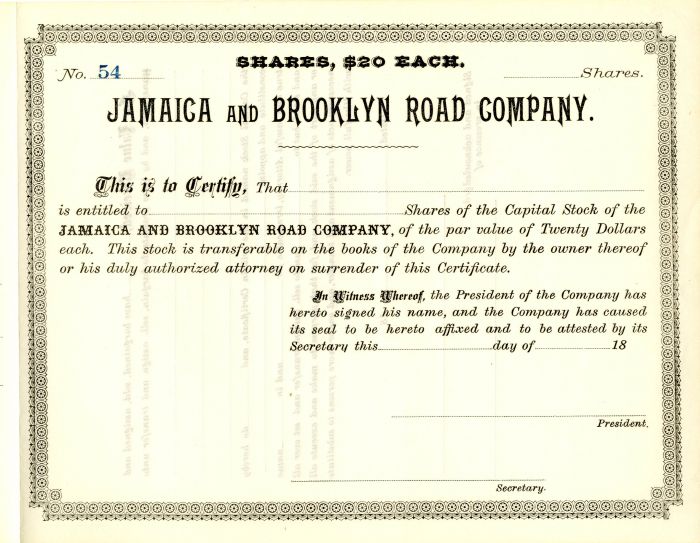 SHARES, $20 EACH.
No. 54 Shares.
JAMAICA AND BROOKLYN ROAD COMPANY.
This is to Certify, That
is entitled to Shares of the Capital Stock of the
JAMAICA AND BROOKLYN ROAD COMPANY, of the par value of Twenty Dollars
each. This stock is transferable on the books of the Company by the owner thereof
or his duly authorized attorney on surrender of this Certificate.
In Witness Whereof, the President of the Company has
hereto signed his name, and the Company has caused
its seal to be hereto affixed and to be attested by its
Secretary this day of 18
President.
Secretary.